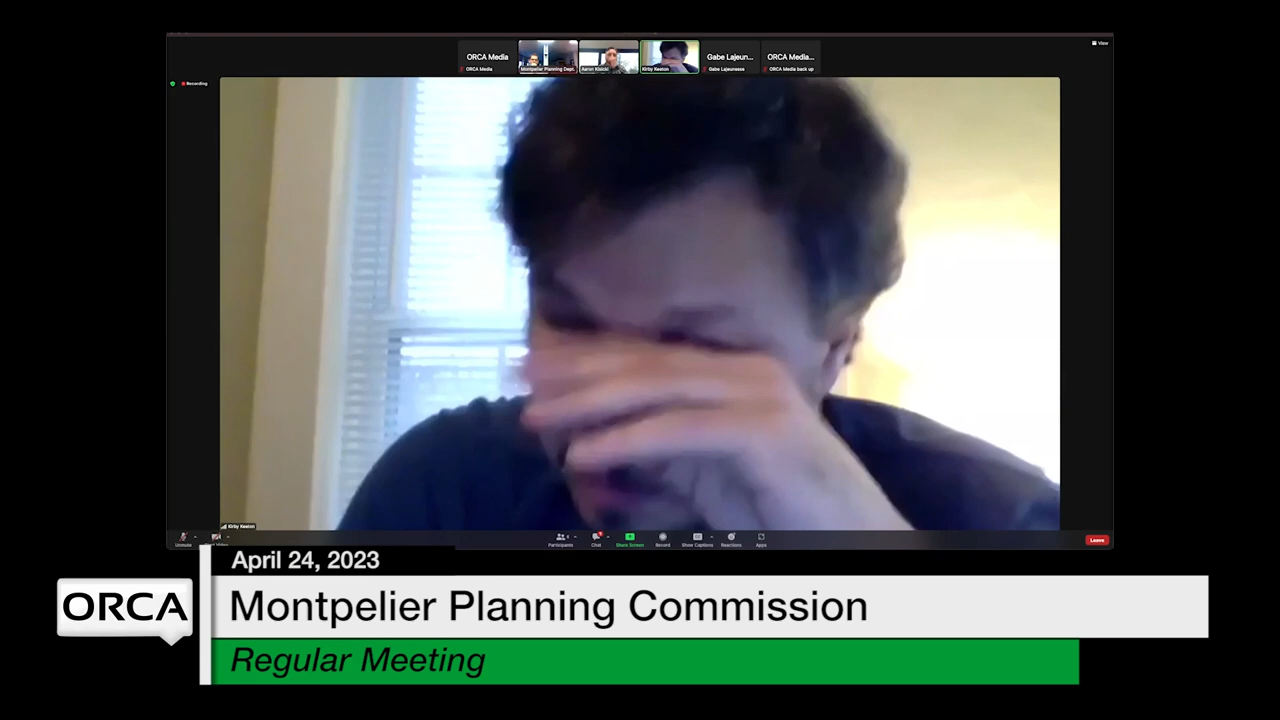 View
ORCA Media
Gabe Lajeun...
ORCA Media...
ORCA Media
Montpelier Planning Dept.
Aaron Kisicki
Kirby Keeton
Gabe Lajeunesse
ORCA Media back up
Recording
Kirby Keeton
Unmute
Participants
Chat
Share Screen
Record
Show Captions
Reactions
Apps
Leave
April 24, 2023
ORCA
Montpelier Planning Commission
Regular Meeting